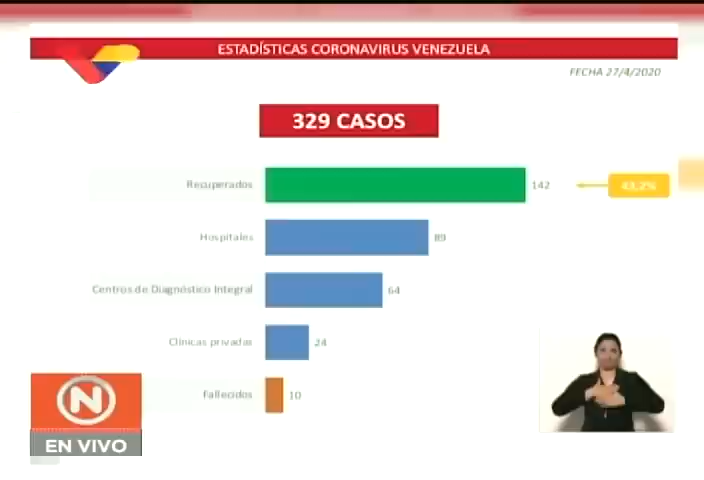 ESTADÍSTICAS CORONAVIRUS VENEZUELA
FECHA 27/4/2020
329 CASOS
Recuperados 142 43,2%
Hospitales 89
Centros de Diagnóstico Integral 64
Clínicas privadas 24
Fallecidos 10
N
EN VIVO